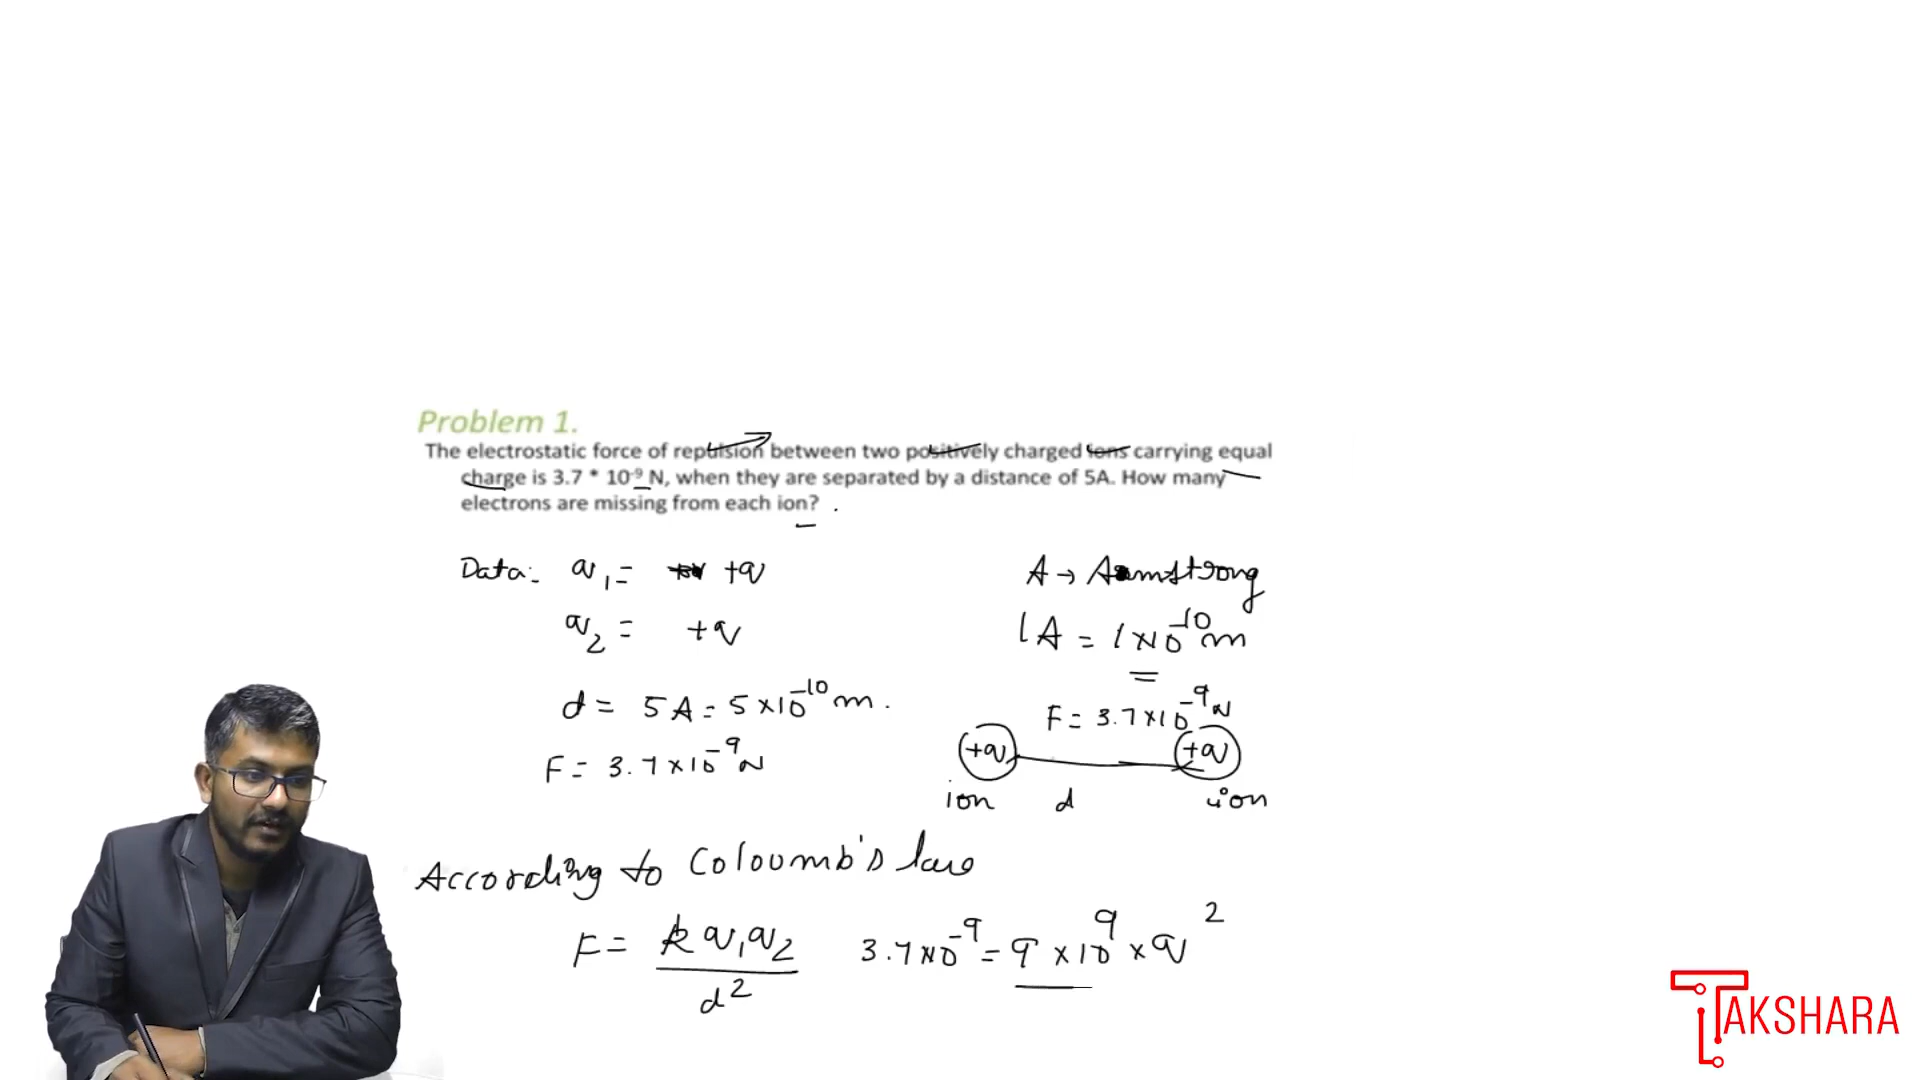 Problem 1.
The electrostatic force of repulsion between two positively charged ions carrying equal
charge is 3.7 * 10⁻⁹ N, when they are separated by a distance of 5A. How many
electrons are missing from each ion?
Data:- q₁ = +q
q₂ = +q
d = 5A = 5×10⁻¹⁰ m.
F = 3.7×10⁻⁹ N
A → Armstrong
1A = 1×10⁻¹⁰ m
F = 3.7×10⁻⁹ N
+q +q
ion d ion
According to Coloumb's law
F = k q₁q₂ / d² 3.7×10⁻⁹ = 9 × 10⁹ × q²
TAKSHARA